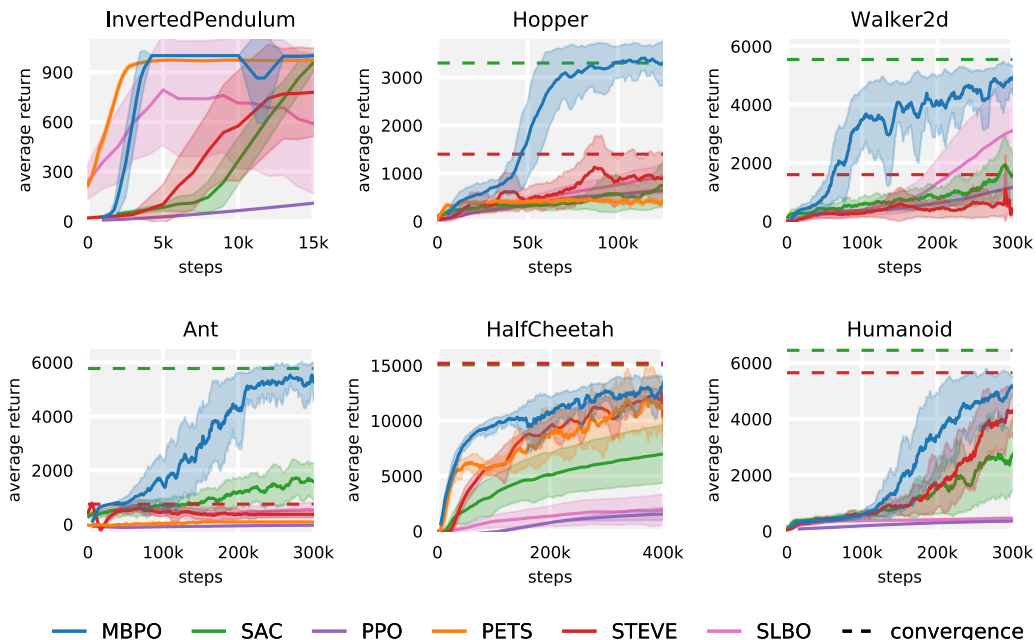 InvertedPendulum Hopper Walker2d
average return
900
600
300
0
0 5k 10k 15k
steps
average return
3000
2000
1000
0
50k 100k
steps
average return
6000
4000
2000
0
0 100k 200k 300k
steps
Ant HalfCheetah Humanoid
average return
6000
4000
2000
0
0 100k 200k 300k
steps
average return
15000
10000
5000
0
200k 400k
steps
average return
6000
4000
2000
0
0 100k 200k 300k
steps
MBPO SAC PPO PETS STEVE SLBO convergence